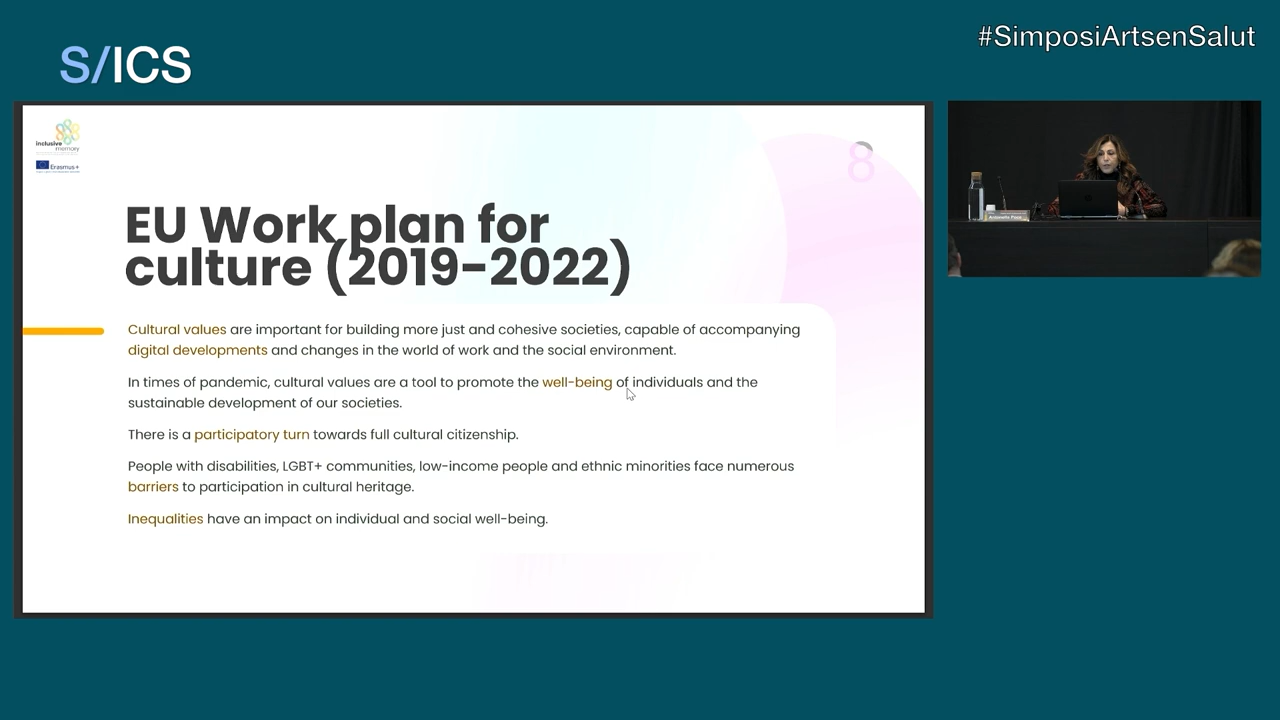 #SimposiArtsenSalut
S/ICS
inclusive
memory
Erasmus+
8
EU Work plan for
culture (2019-2022)
Cultural values are important for building more just and cohesive societies, capable of accompanying
digital developments and changes in the world of work and the social environment.
In times of pandemic, cultural values are a tool to promote the well-being of individuals and the
sustainable development of our societies.
There is a participatory turn towards full cultural citizenship.
People with disabilities, LGBT+ communities, low-income people and ethnic minorities face numerous
barriers to participation in cultural heritage.
Inequalities have an impact on individual and social well-being.